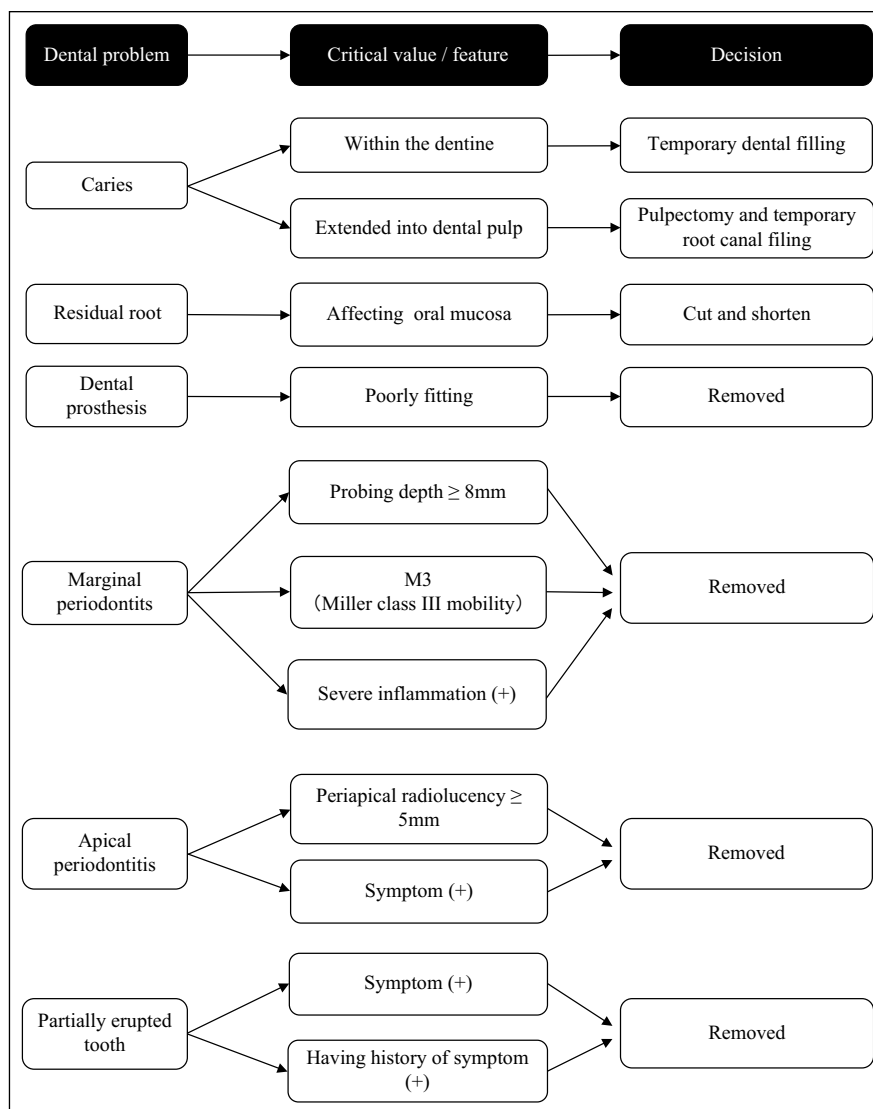 Dental problem
Critical value / feature
Decision
Caries
Within the dentine
Temporary dental filling
Extended into dental pulp
Pulpectomy and temporary
root canal filing
Residual root
Affecting oral mucosa
Cut and shorten
Dental
prosthesis
Poorly fitting
Removed
Marginal
periodontits
Probing depth ≥ 8mm
M3
（Miller class III mobility）
Severe inflammation (+)
Removed
Apical
periodontitis
Periapical radiolucency ≥
5mm
Symptom (+)
Removed
Partially erupted
tooth
Symptom (+)
Having history of symptom
(+)
Removed